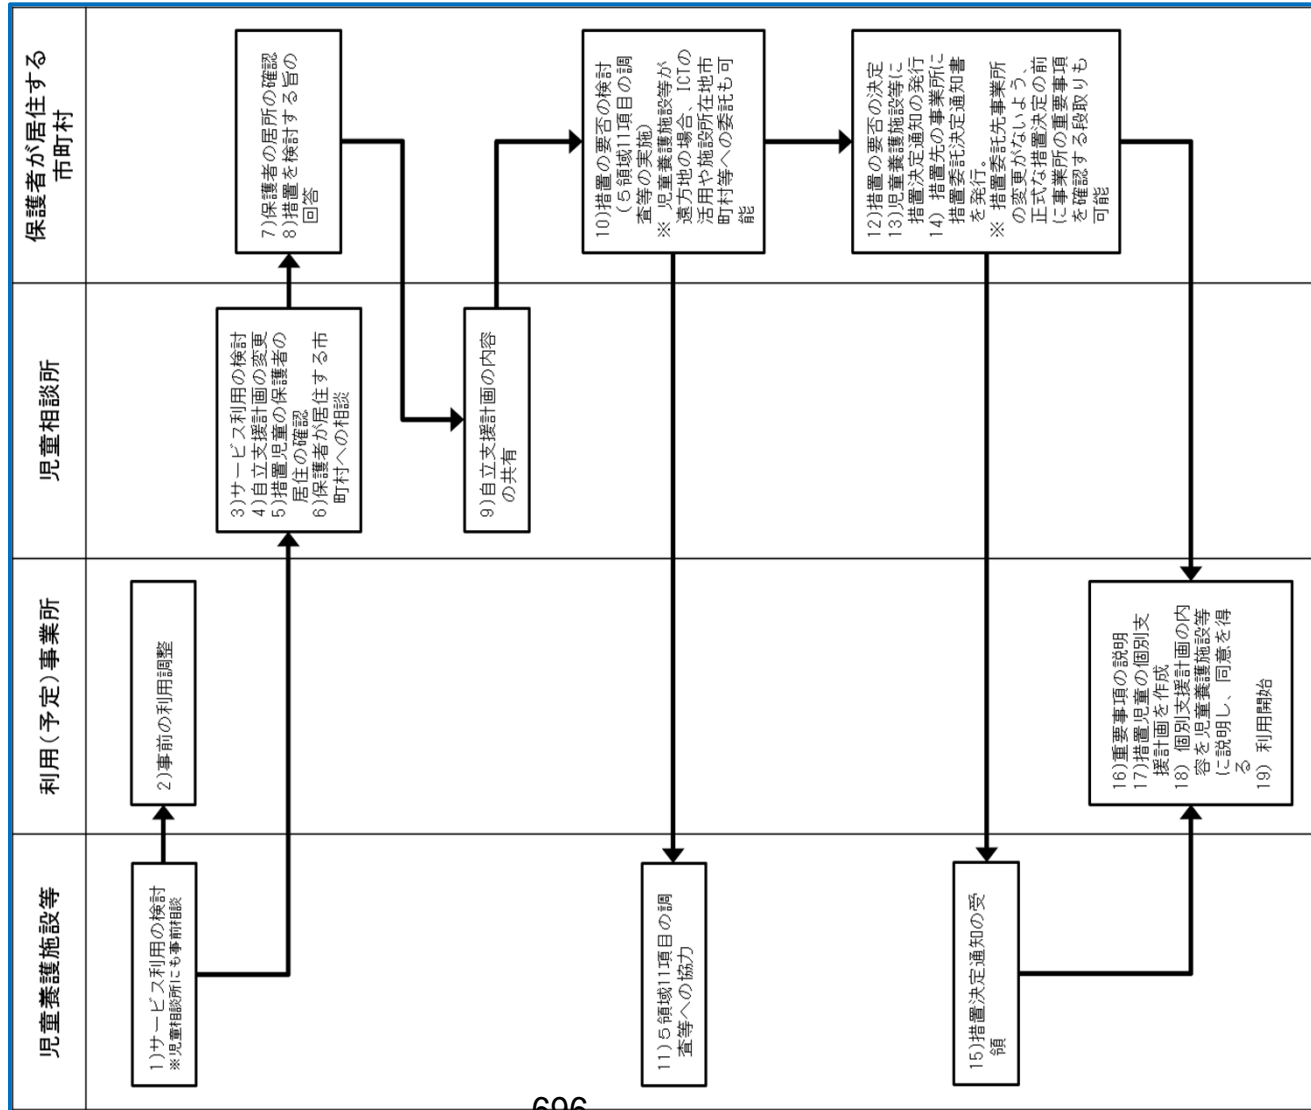 児童養護施設等
利用(予定)事業所
児童相談所
保護者が居住する
市町村
1)サービス利用の検討
※児童相談所にも事前相談
2)事前の利用調整
3)サービス利用の検討
4)自立支援計画の変更
5)措置児童の保護者の
居住の確認
6)保護者が居住する市
町村への相談
7)保護者の居所の確認
8)措置を検討する旨の
回答
9)自立支援計画の内容
の共有
10)措置の要否の検討
(5領域11項目の調
査等の実施)
※ 児童養護施設等が
遠方地の場合、ICTの
活用や施設所在地市
町村等への委託も可
能
11)5領域11項目の調
査等への協力
12)措置の要否の決定
13)児童養護施設等に
措置決定通知の発行
14) 措置先の事業所に
措置委託決定通知書
を発行。
※ 措置委託先事業所
の変更がないよう、
正式な措置決定の前
に事業所の重要事項
を確認する段取りも
可能
15)措置決定通知の受
領
16)重要事項の説明
17)措置児童の個別支
援計画を作成
18) 個別支援計画の内
容を児童養護施設等
に説明し、同意を得
る
19) 利用開始
696